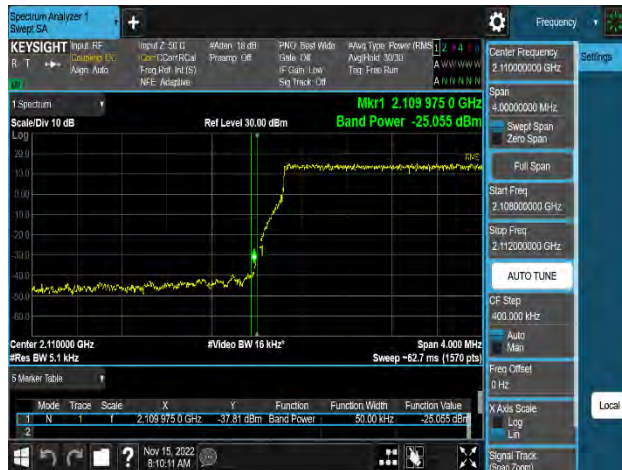 Spectrum Analyzer 1
Swept SA
Frequency
KEYSIGHT
R T
Input: RF
Coupling: DC
Align: Auto
Input Z: 50 Ω
Corr CCorr RCal
Freq Ref: Int (S)
NFE: Adaptive
#Atten: 18 dB
Preamp: Off
PNO: Best Wide
Gate: Off
IF Gain: Low
Sig Track: Off
#Avg Type: Power (RMS
Avg|Hold: 30/30
Trig: Free Run
A W W W W W
A N N N N N
1 Spectrum
Scale/Div 10 dB
Log
Ref Level 30.00 dBm
Mkr1 2.109 975 0 GHz
Band Power -25.055 dBm
20.0
10.0
0.00
-10.0
-20.0
-30.0
-40.0
-50.0
-60.0
1
Center 2.110000 GHz
#Res BW 5.1 kHz
#Video BW 16 kHz*
Span 4.000 MHz
Sweep ~62.7 ms (1570 pts)
5 Marker Table
Mode Trace Scale X Y Function Function Width Function Value
1 N 1 f 2.109 975 0 GHz -37.81 dBm Band Power 50.00 kHz -25.055 dBm
2
Nov 15, 2022
8:10:11 AM
Center Frequency
2.110000000 GHz
Settings
Span
4.00000000 MHz
Swept Span
Zero Span
Full Span
Start Freq
2.108000000 GHz
Stop Freq
2.112000000 GHz
AUTO TUNE
CF Step
400.000 kHz
Auto
Man
Freq Offset
0 Hz
X Axis Scale
Log
Lin
Local
Signal Track
(Span Zoom)